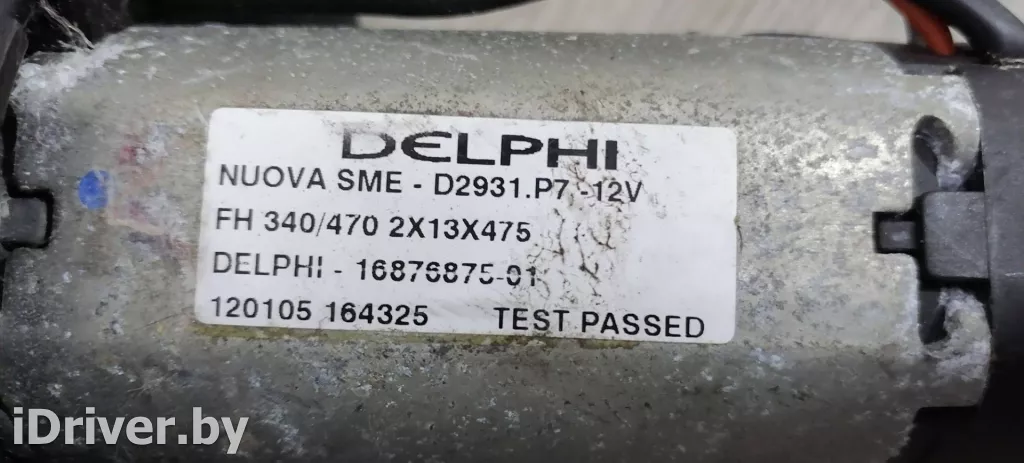 DELPHI
NUOVA SME - D2931.P7 -12V
FH 340/470 2X13X475
DELPHI - 16876875-01
120105 164325 TEST PASSED
iDriver.by